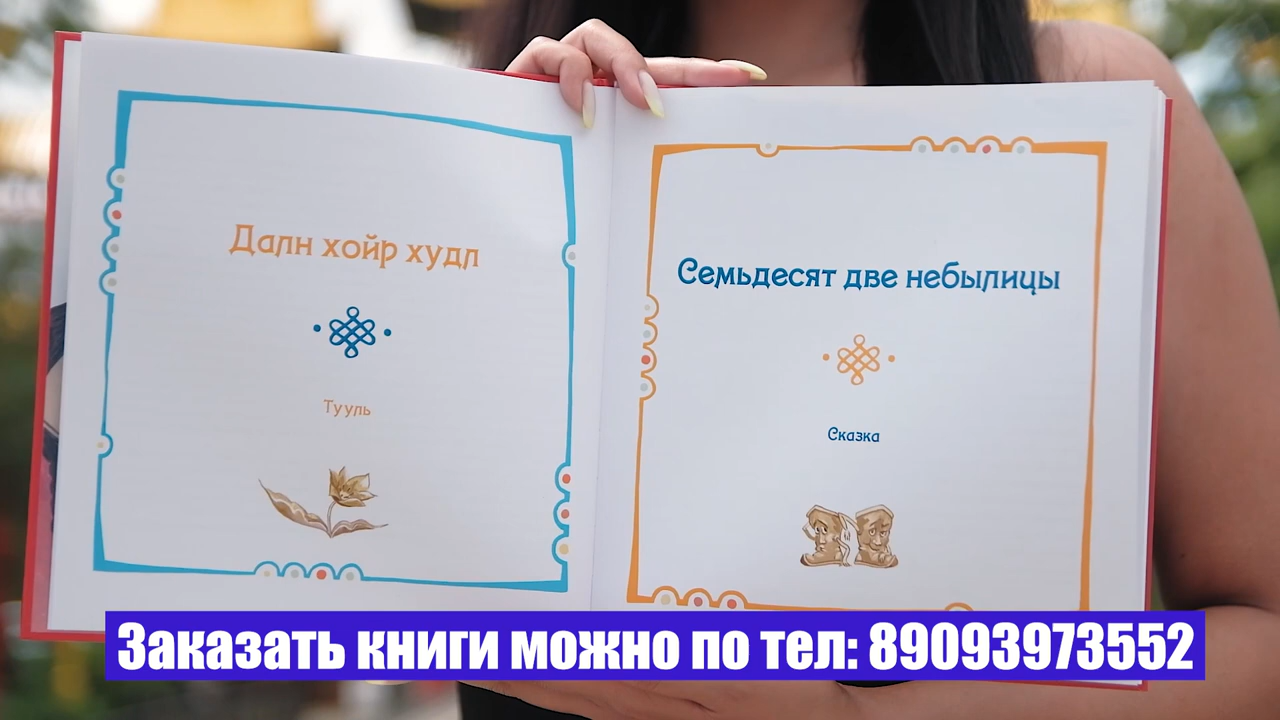 Далн хойр худл
Тууль
Семьдесят две небылицы
Сказка
Заказать книги можно по тел: 89093973552